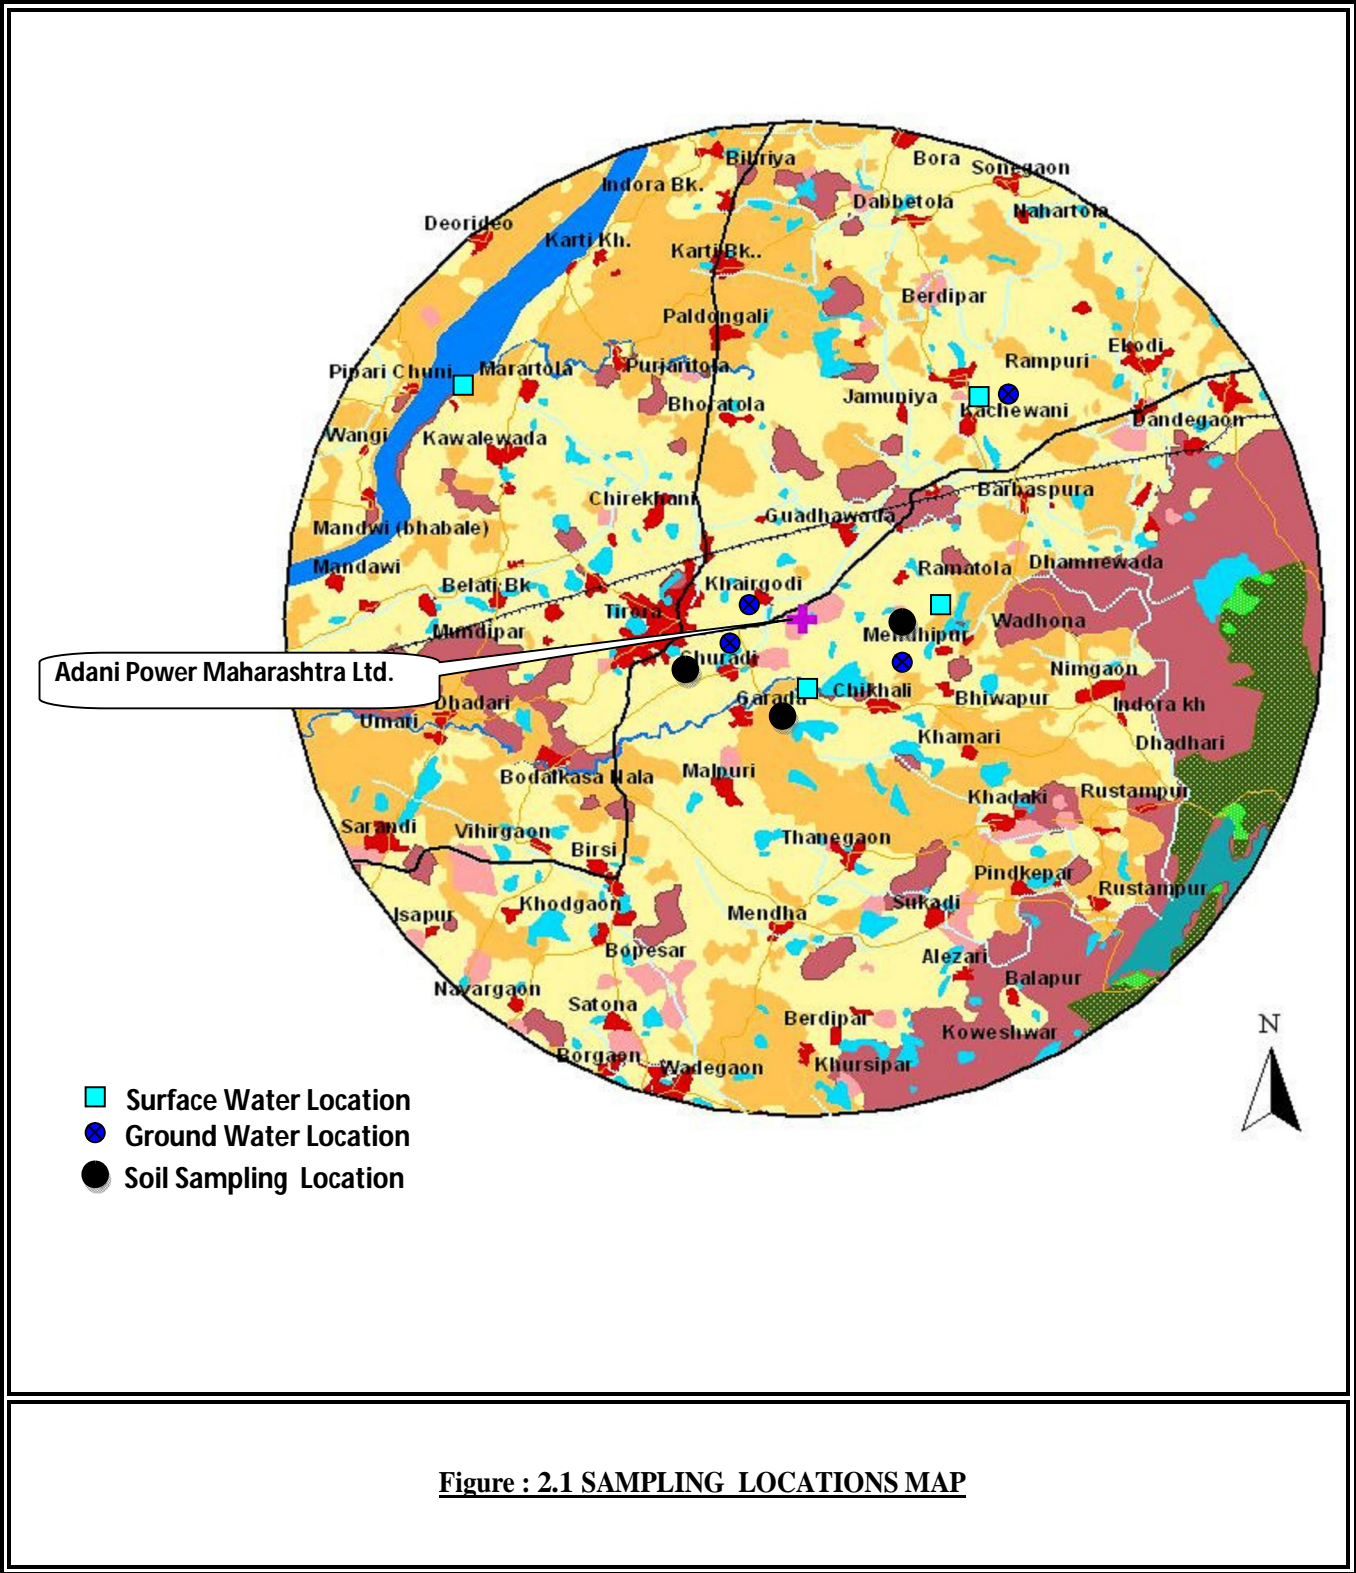 Bihriya
Bora
Sonegaon
Indora Bk.
Dabbetola
Nahartola
Deorideo
Karti Kh.
Karti Bk..
Berdipar
Paldongali
Ekodi
Rampuri
Pipari Chuni
Marartola
Purjaritola
Jamuniya
Bhoratola
Kachewani
Dandegaon
Wangi
Kawalewada
Chirekhani
Barbaspura
Guadhawada
Mandwi (bhabale)
Mandawi
Belati Bk
Khairgodi
Ramatola
Dhamnewada
Tirora
Mundipar
Mendhipur
Wadhona
Adani Power Maharashtra Ltd.
Churadi
Nimgaon
Dhadari
Garada
Chikhali
Bhiwapur
Indora kh
Umari
Khamari
Dhadhari
Bodalkasa Nala
Malpuri
Khadaki
Rustampur
Sarandi
Vihirgaon
Thanegaon
Birsi
Pindkepar
Rustampur
Isapur
Khodgaon
Mendha
Sukadi
Bopesar
Alezari
Balapur
Navargaon
Satona
Berdipar
Koweshwar
Borgaon
Wadegaon
Khursipar
N
Surface Water Location
Ground Water Location
Soil Sampling Location
Figure : 2.1 SAMPLING LOCATIONS MAP